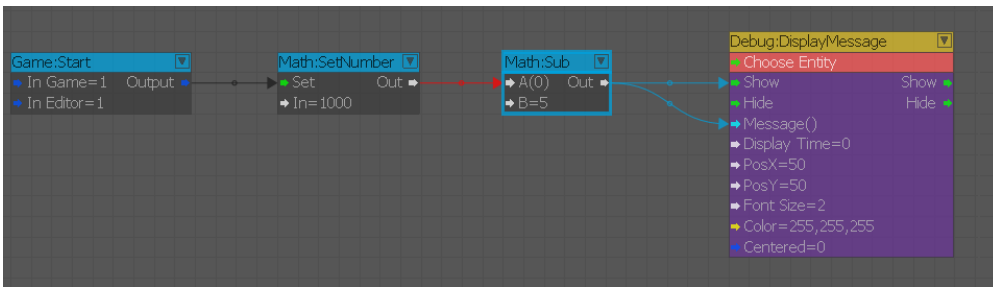 Game:Start
In Game=1 Output
In Editor=1
Math:SetNumber
Set Out
In=1000
Math:Sub
A(0) Out
B=5
Debug:DisplayMessage
Choose Entity
Show Show
Hide Hide
Message()
Display Time=0
PosX=50
PosY=50
Font Size=2
Color=255,255,255
Centered=0